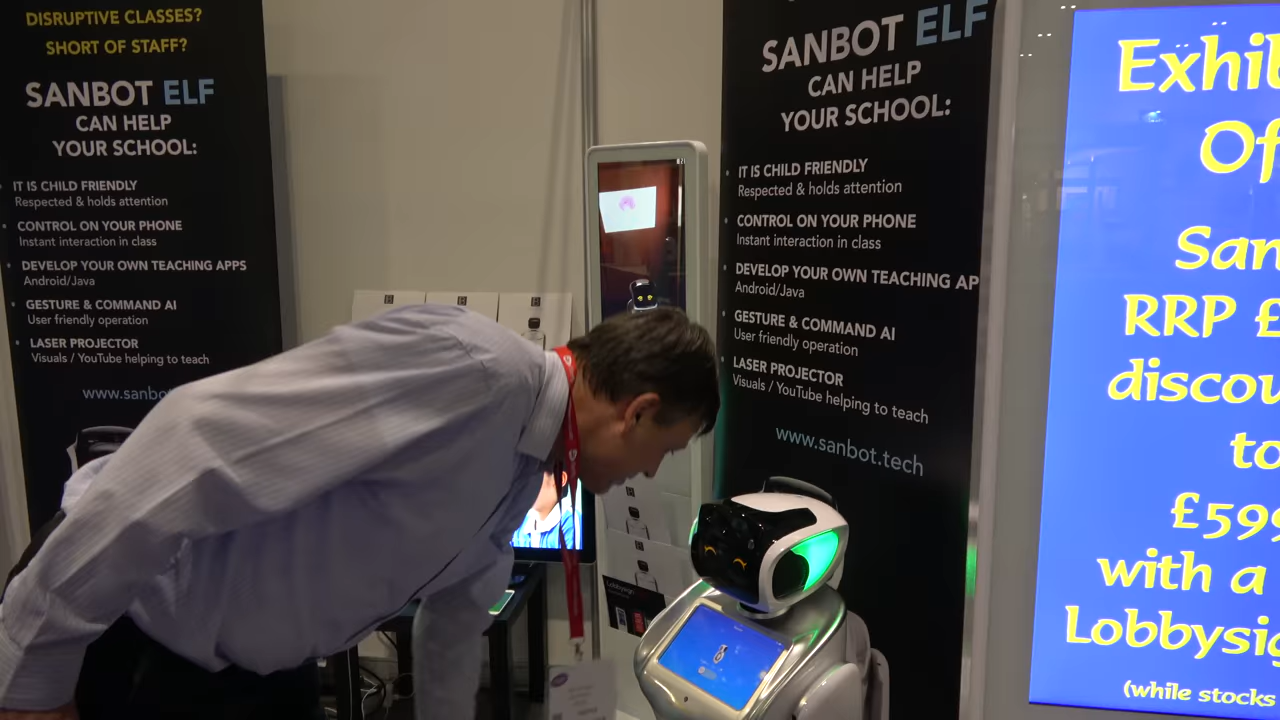 DISRUPTIVE CLASSES?
SHORT OF STAFF?
SANBOT ELF
CAN HELP
YOUR SCHOOL:
IT IS CHILD FRIENDLY
Respected & holds attention
CONTROL ON YOUR PHONE
Instant interaction in class
DEVELOP YOUR OWN TEACHING APPS
Android/Java
GESTURE & COMMAND AI
User friendly operation
LASER PROJECTOR
Visuals / YouTube helping to teach
www.sanbo
SANBOT ELF
CAN HELP
YOUR SCHOOL:
IT IS CHILD FRIENDLY
Respected & holds attention
CONTROL ON YOUR PHONE
Instant interaction in class
DEVELOP YOUR OWN TEACHING AP
Android/Java
GESTURE & COMMAND AI
User friendly operation
LASER PROJECTOR
Visuals / YouTube helping to teach
www.sanbot.tech
Exhib
Of
San
RRP £
discou
to
£599
with a
Lobbysig
(while stocks